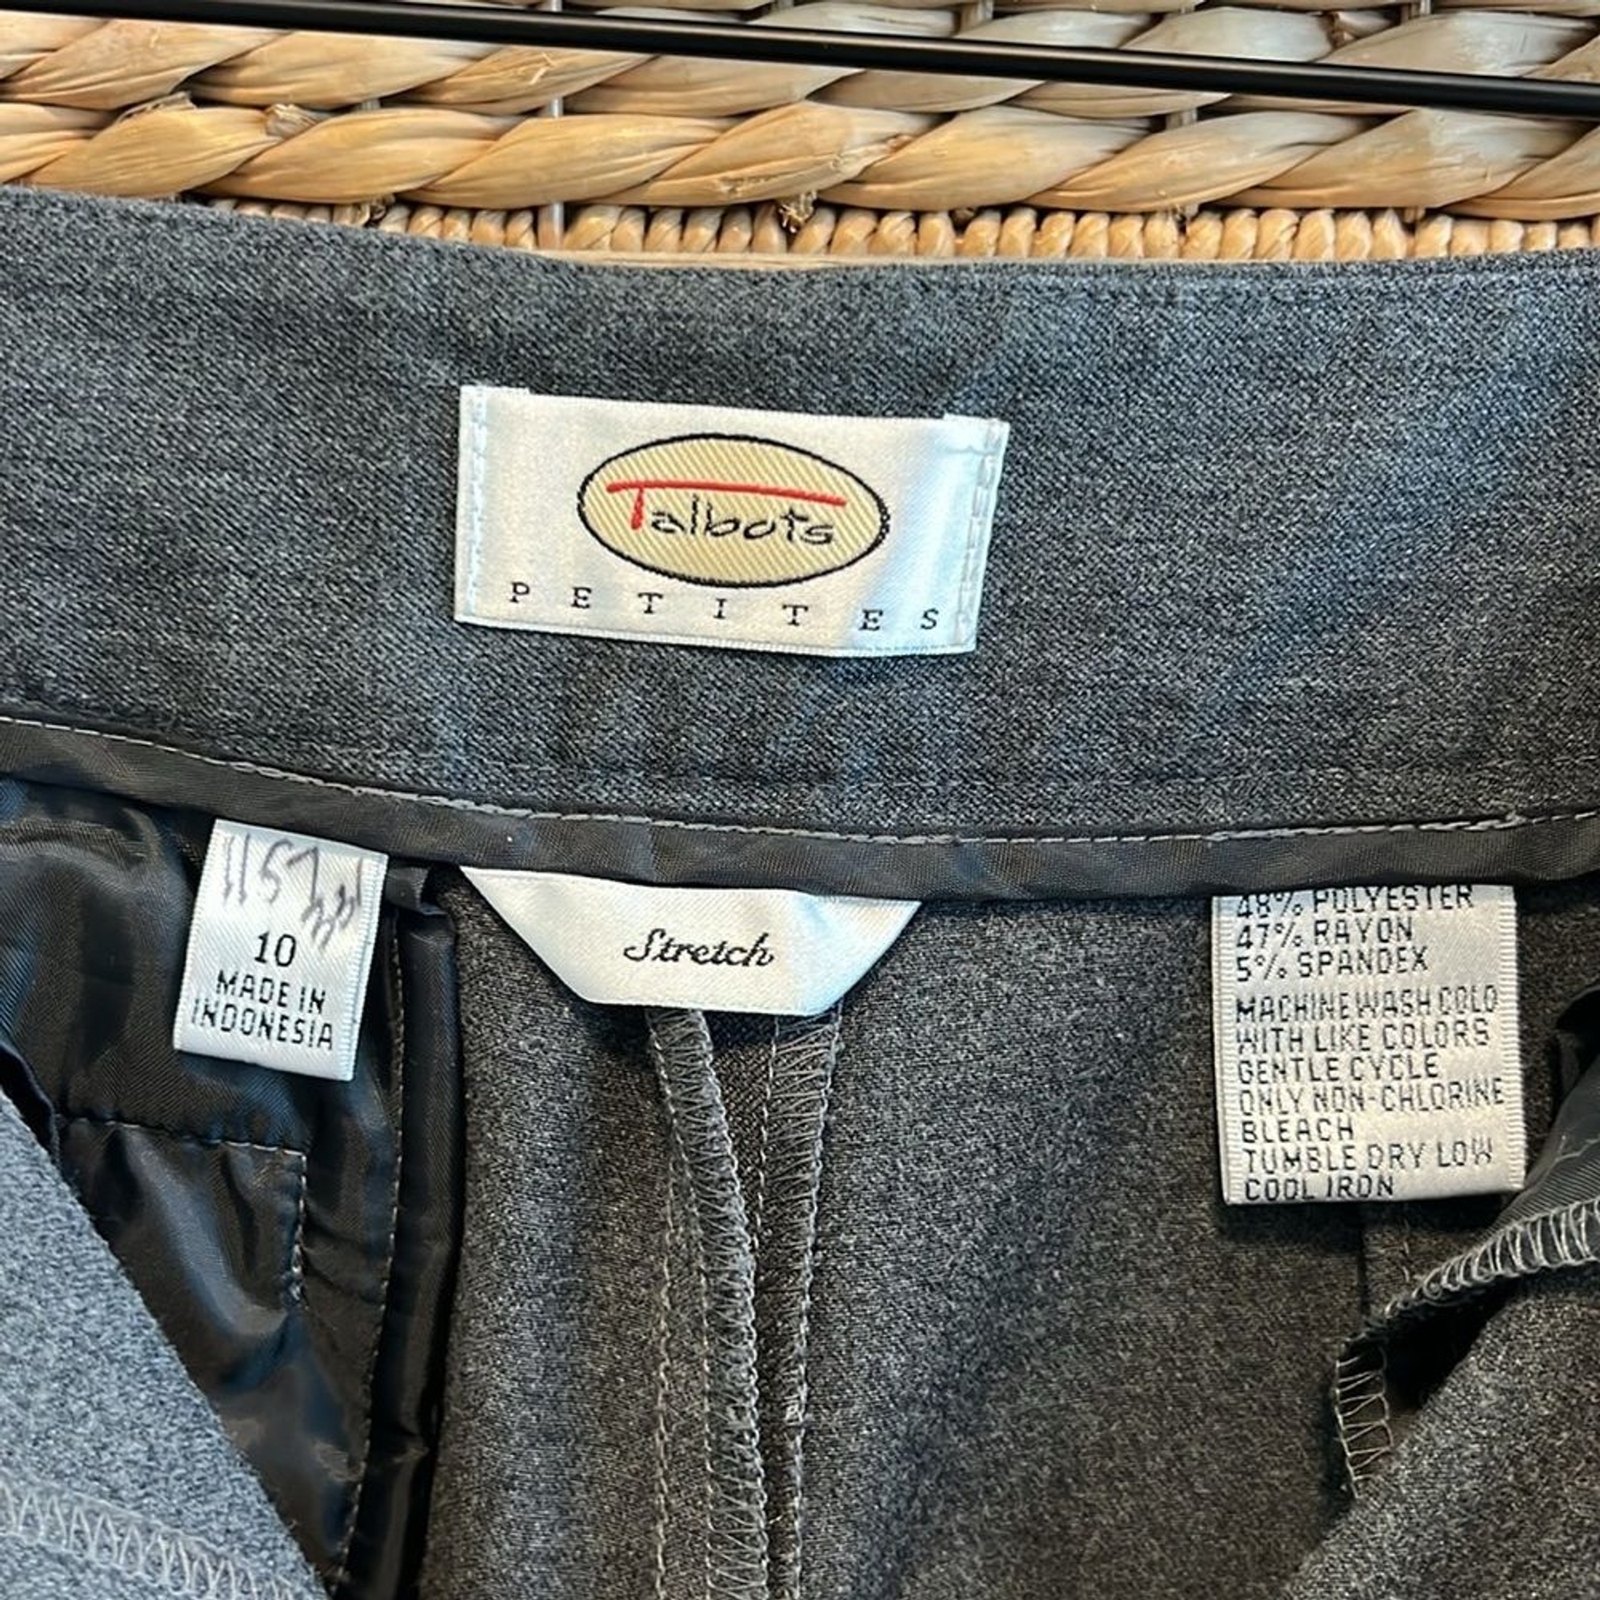 Talbots
PETITES
10
MADE IN
INDONESIA
Stretch
48% POLYESTER
47% RAYON
5% SPANDEX
MACHINE WASH COLD
WITH LIKE COLORS
GENTLE CYCLE
ONLY NON-CHLORINE
BLEACH
TUMBLE DRY LOW
COOL IRON